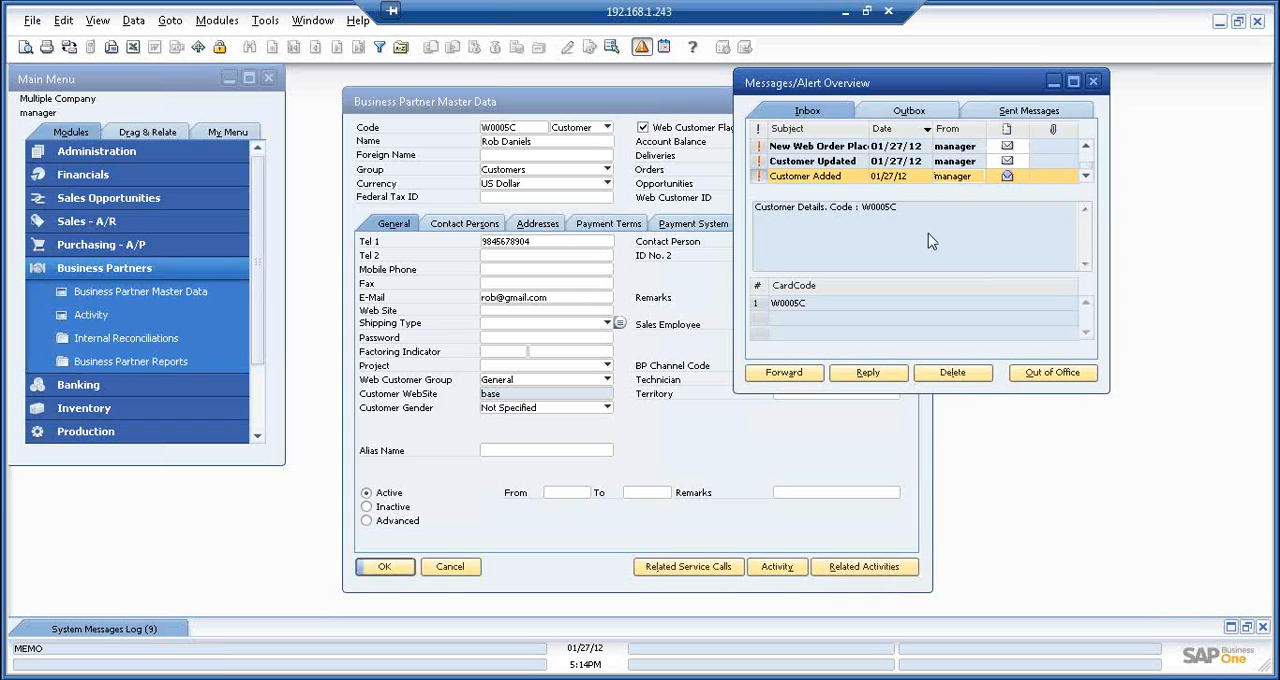 192.168.1.243
File Edit View Data Goto Modules Tools Window Help
Main Menu
Multiple Company
manager
Modules Drag & Relate My Menu
Administration
Financials
Sales Opportunities
Sales - A/R
Purchasing - A/P
Business Partners
Business Partner Master Data
Activity
Internal Reconciliations
Business Partner Reports
Banking
Inventory
Production
Business Partner Master Data
Code W0005C Customer Web Customer Flag
Name Rob Daniels Account Balance
Foreign Name Deliveries
Group Customers Orders
Currency US Dollar Opportunities
Federal Tax ID Web Customer ID
General Contact Persons Addresses Payment Terms Payment System
Tel 1 9845678904 Contact Person
Tel 2 ID No. 2
Mobile Phone
Fax
E-Mail rob@gmail.com Remarks
Web Site
Shipping Type Sales Employee
Password
Factoring Indicator
Project BP Channel Code
Web Customer Group General Technician
Customer WebSite base Territory
Customer Gender Not Specified
Alias Name
Active From To Remarks
Inactive
Advanced
OK Cancel Related Service Calls Activity Related Activities
Messages/Alert Overview
Inbox Outbox Sent Messages
! Subject Date From
! New Web Order Plac 01/27/12 manager
! Customer Updated 01/27/12 manager
! Customer Added 01/27/12 manager
Customer Details. Code : W0005C
# CardCode
1 W0005C
Forward Reply Delete Out of Office
System Messages Log (9)
MEMO 01/27/12
5:14PM
SAP Business One